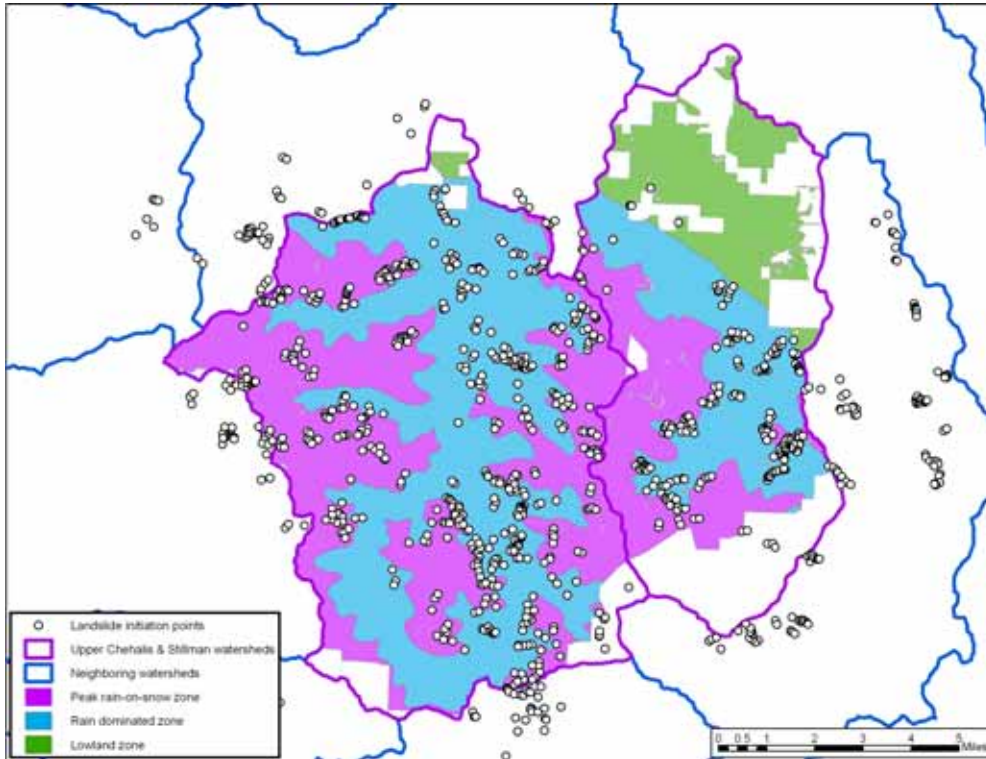 Landslide initiation points
Upper Chehalis & Stillman watersheds
Neighboring watersheds
Peak rain-on-snow zone
Rain dominated zone
Lowland zone
0 0.5 1 2 3 4 5
Miles